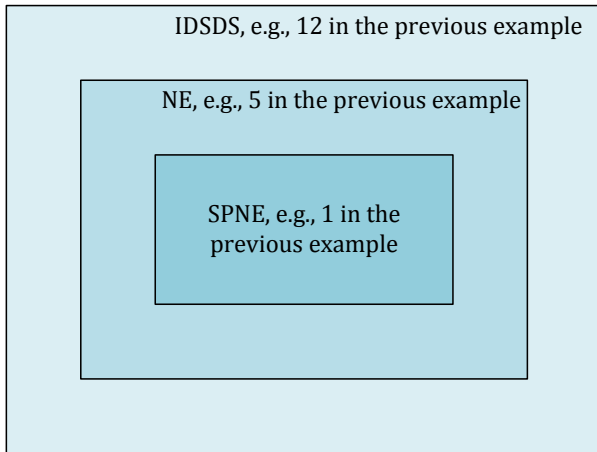 IDSDS, e.g., 12 in the previous example
NE, e.g., 5 in the previous example
SPNE, e.g., 1 in the
previous example